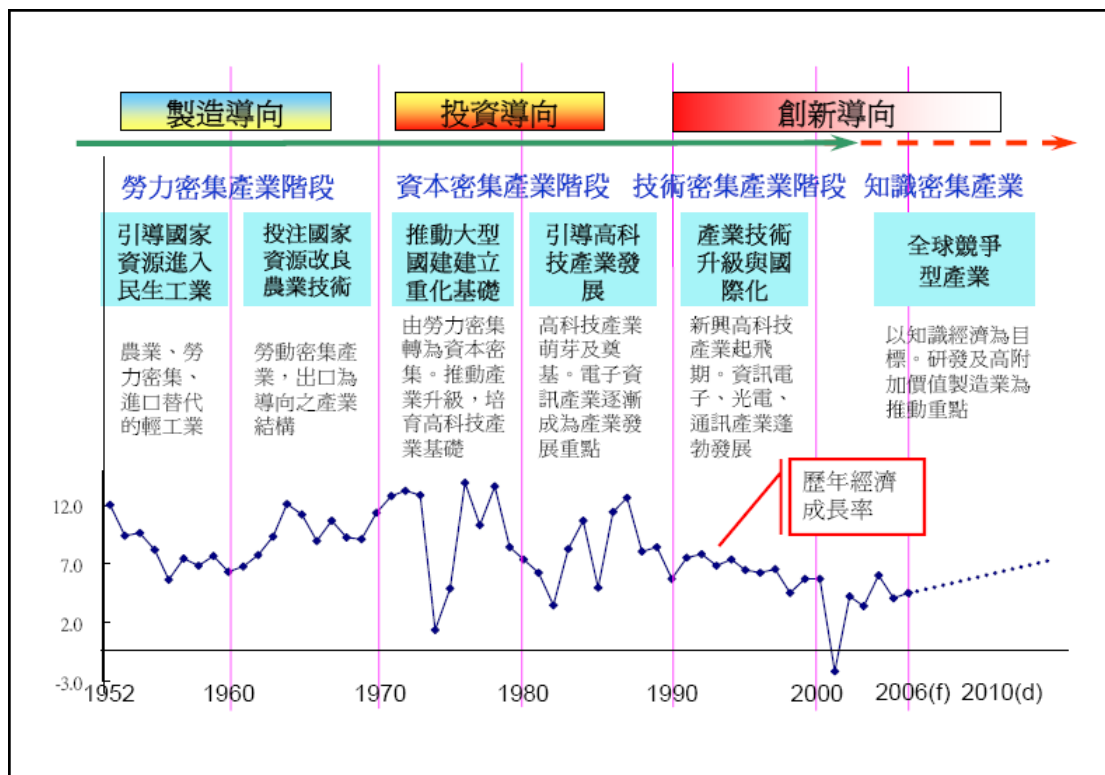 製造導向
投資導向
創新導向
勞力密集產業階段
資本密集產業階段
技術密集產業階段
知識密集產業
引導國家
資源進入
民生工業
投注國家
資源改良
農業技術
推動大型
國建建立
重化基礎
引導高科
技產業發
展
產業技術
升級與國
際化
全球競爭
型產業
農業、勞
力密集、
進口替代
的輕工業
勞動密集產
業，出口為
導向之產業
結構
由勞力密集
轉為資本密
集。推動產
業升級，培
育高科技產
業基礎
高科技產業
萌芽及奠
基。電子資
訊產業逐漸
成為產業發
展重點
新興高科技
產業起飛
期。資訊電
子、光電、
通訊產業蓬
勃發展
以知識經濟為目
標。研發及高附
加價值製造業為
推動重點
歷年經濟
成長率
12.0
7.0
2.0
-3.0
1952
1960
1970
1980
1990
2000
2006(f)
2010(d)